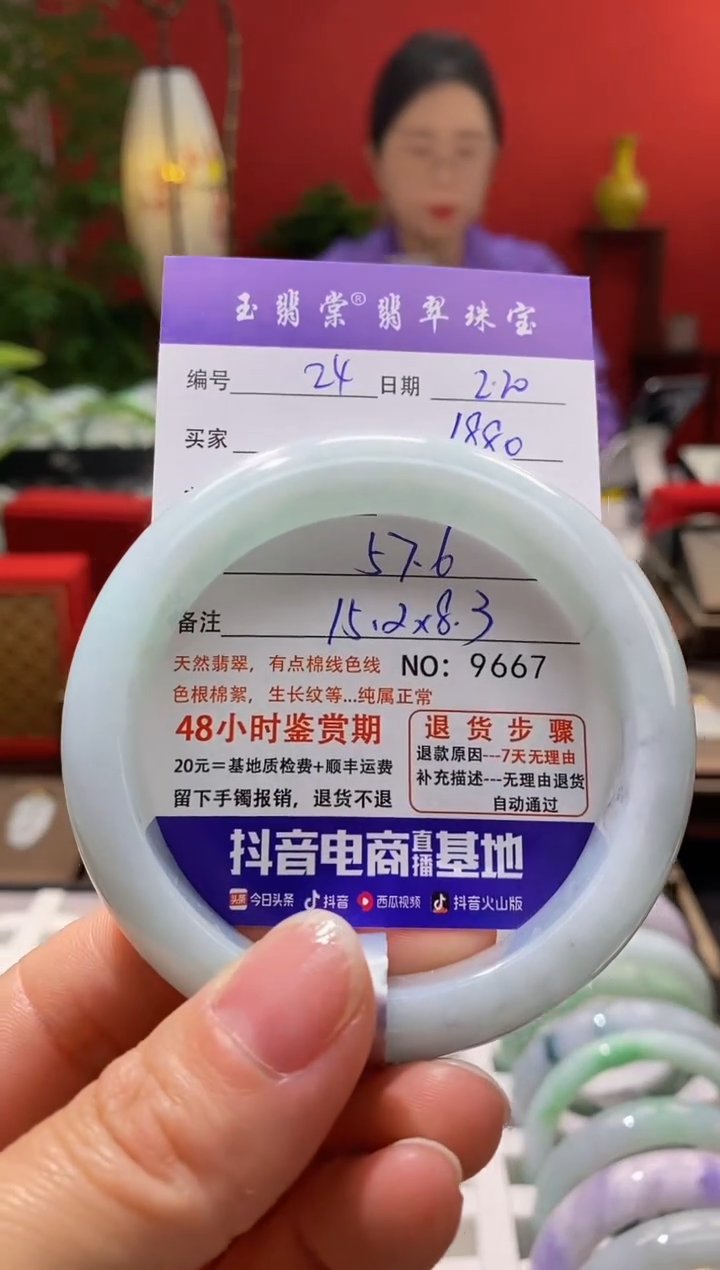 玉翡棠®翡翠珠宝
编号 24 日期 2.20
买家 1880
57.6
备注 15.2x8.3
天然翡翠，有点棉线色线 NO：9667
色根棉絮，生长纹等...纯属正常
48小时鉴赏期
20元＝基地质检费+顺丰运费
留下手镯报销，退货不退
退货步骤
退款原因---7天无理由
补充描述---无理由退货
自动通过
抖音电商直播基地
头条 今日头条 抖音 西瓜视频 抖音火山版